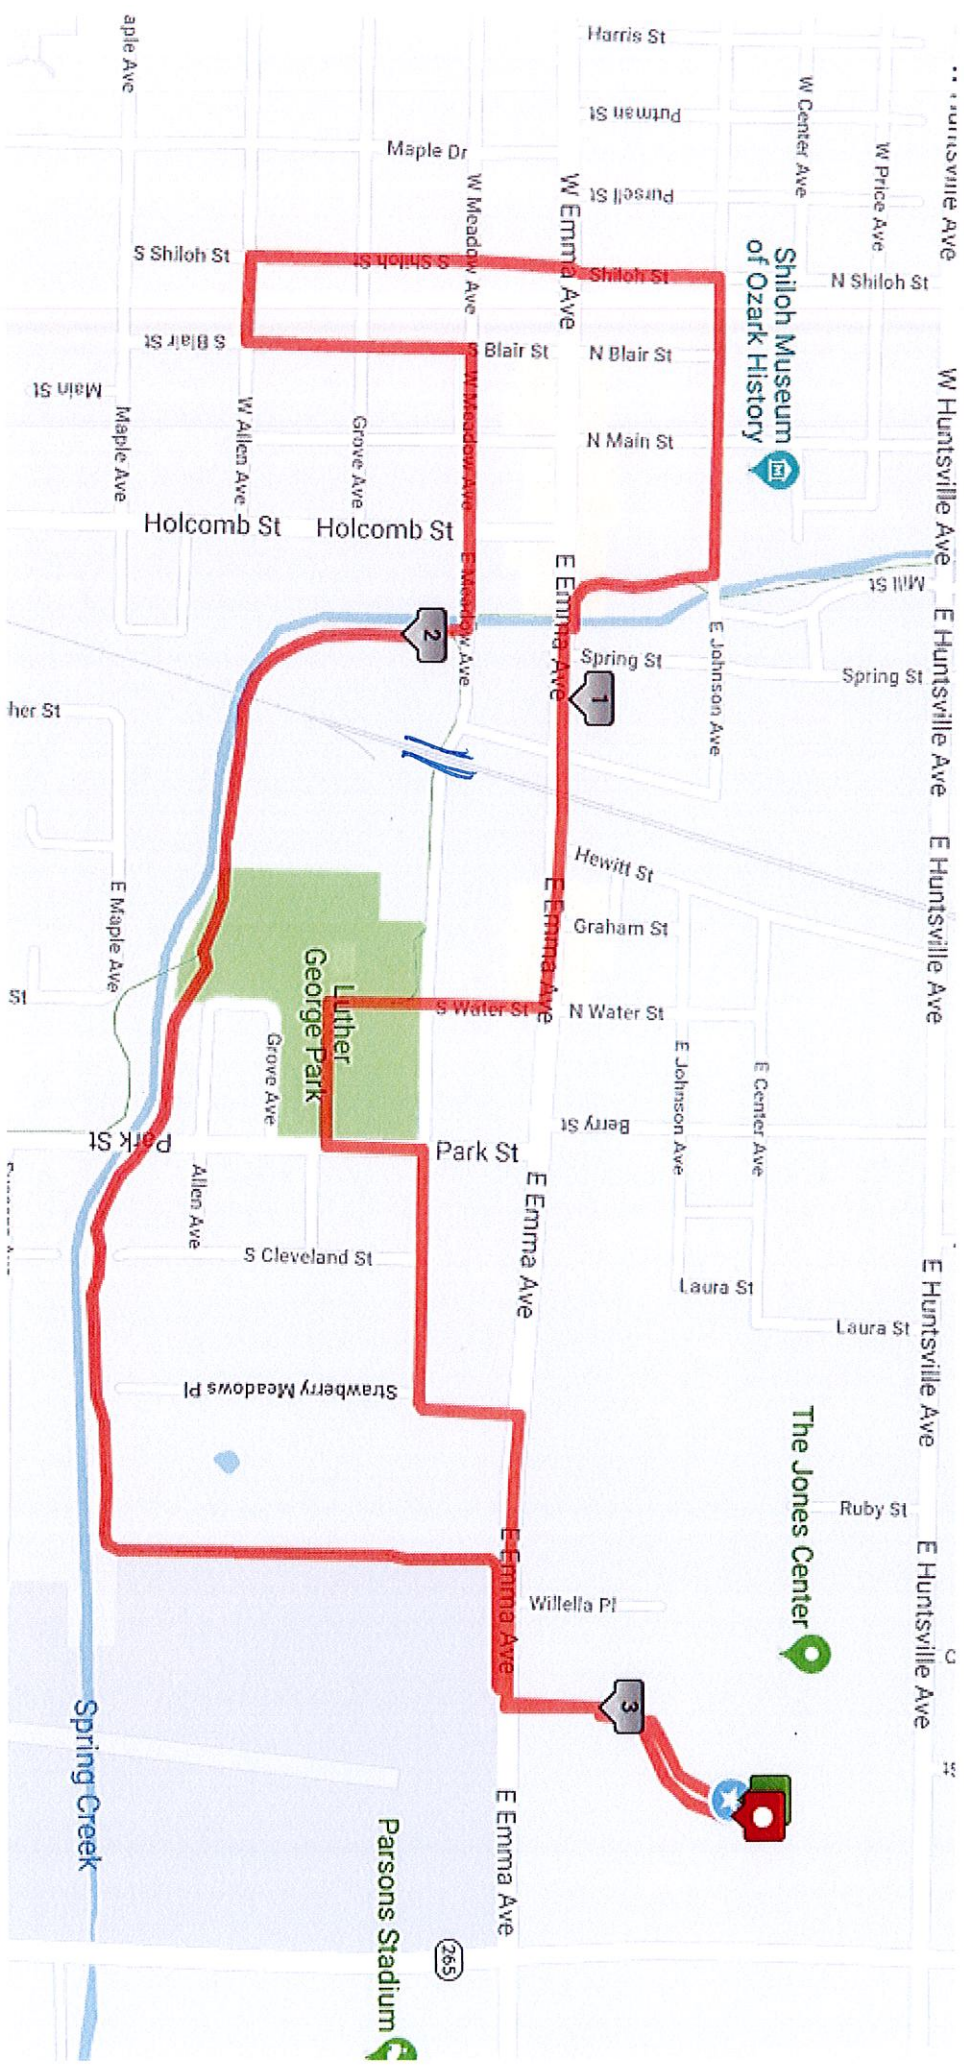 aple Ave
Harris St
Putman St
W Center Ave
W Price Ave
Maple Dr
Pursell St
W Meadow Ave
W Emma Ave
S Shiloh St
S Shiloh St
Shiloh St
N Shiloh St
Shiloh Museum
of Ozark History
S Blair St
S Blair St
N Blair St
Main St
Maple Ave
W Allen Ave
Grove Ave
W Meadow Ave
N Main St
W Huntsville Ave
Holcomb St
Holcomb St
E Meadow Ave
E Emma Ave
Mill St
E Johnson Ave
E Huntsville Ave
2
Spring St
Spring St
1
her St
Hewitt St
E Huntsville Ave
E Maple Ave
E Emma Ave
Graham St
St
Luther
George Park
S Water St
N Water St
Grove Ave
E Johnson Ave
E Center Ave
Berry St
Park St
Park St
Allen Ave
E Emma Ave
S Cleveland St
Laura St
Laura St
E Huntsville Ave
Strawberry Meadows Pl
The Jones Center
Ruby St
E Emma Ave
Willella Pl
E Huntsville Ave
3
Spring Creek
E Emma Ave
Parsons Stadium
265